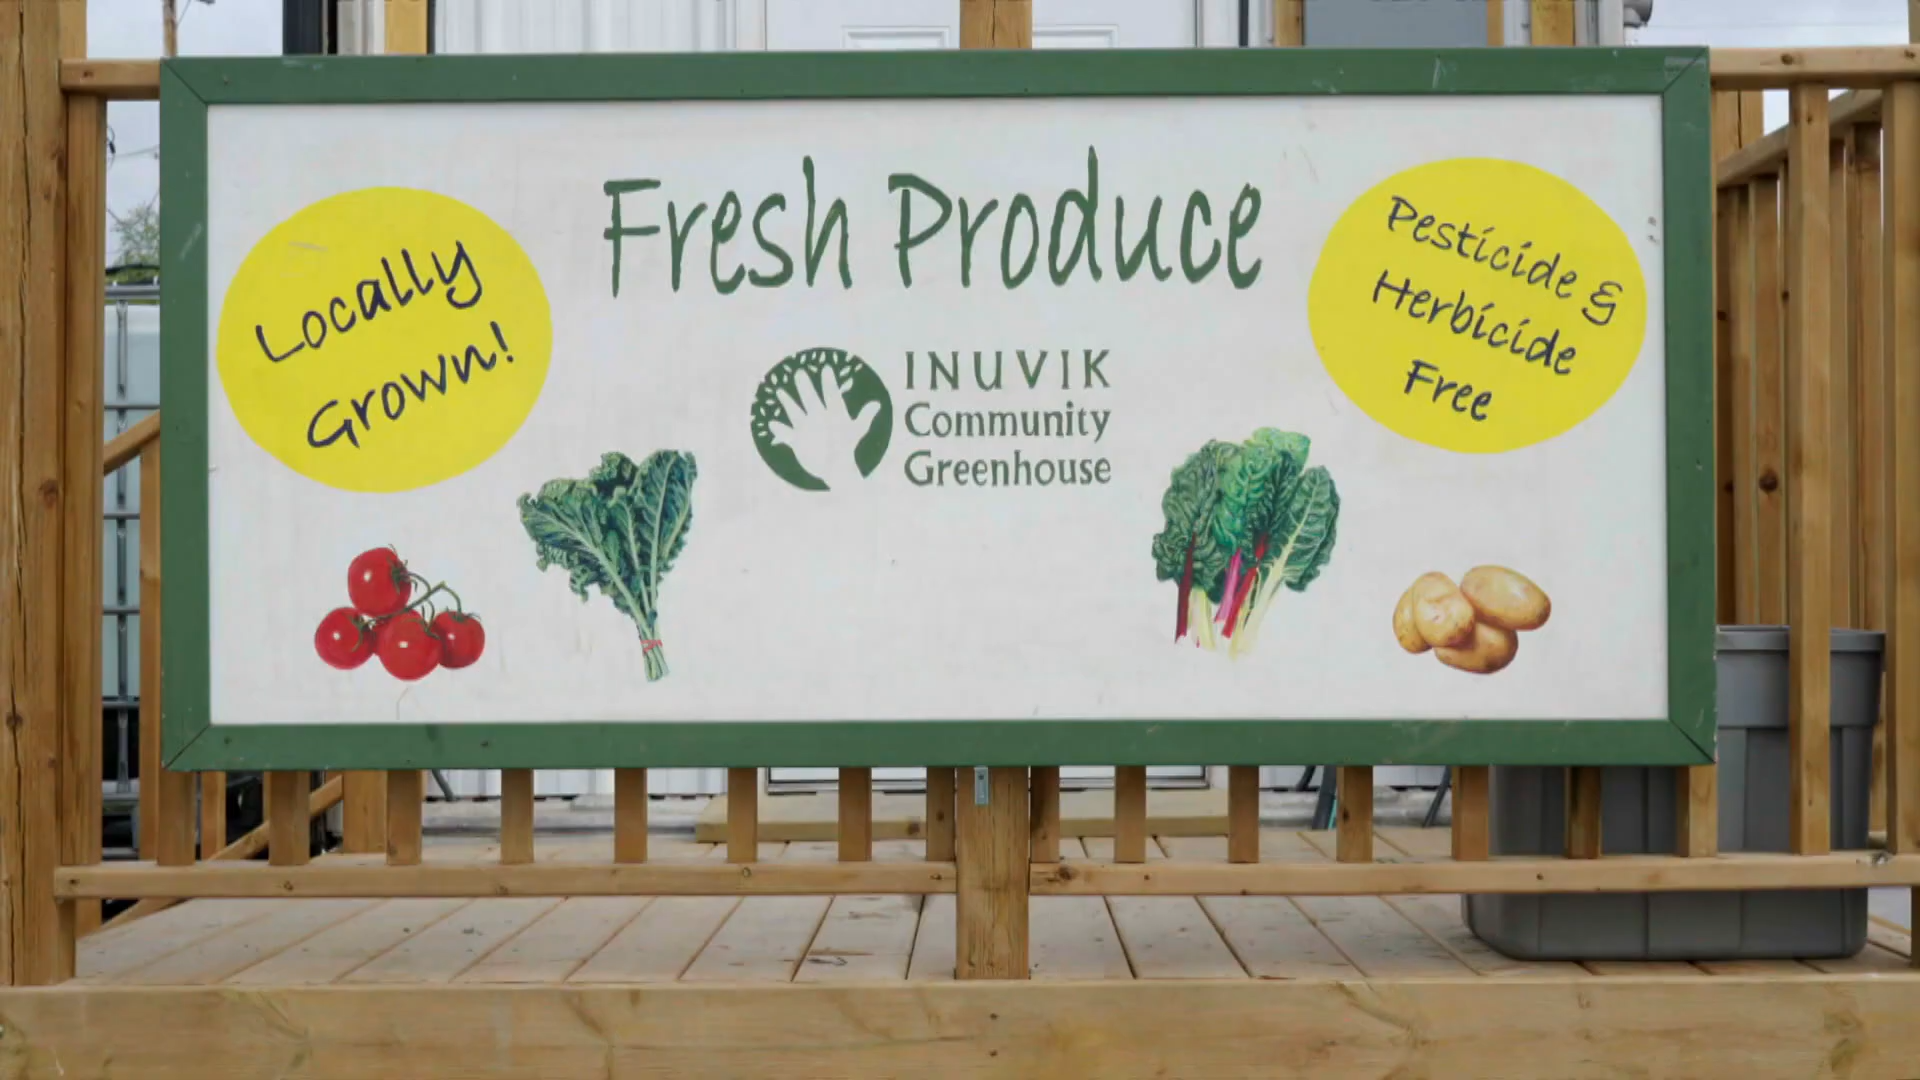 Fresh Produce
Locally
Grown!
INUVIK
Community
Greenhouse
Pesticide &
Herbicide
Free